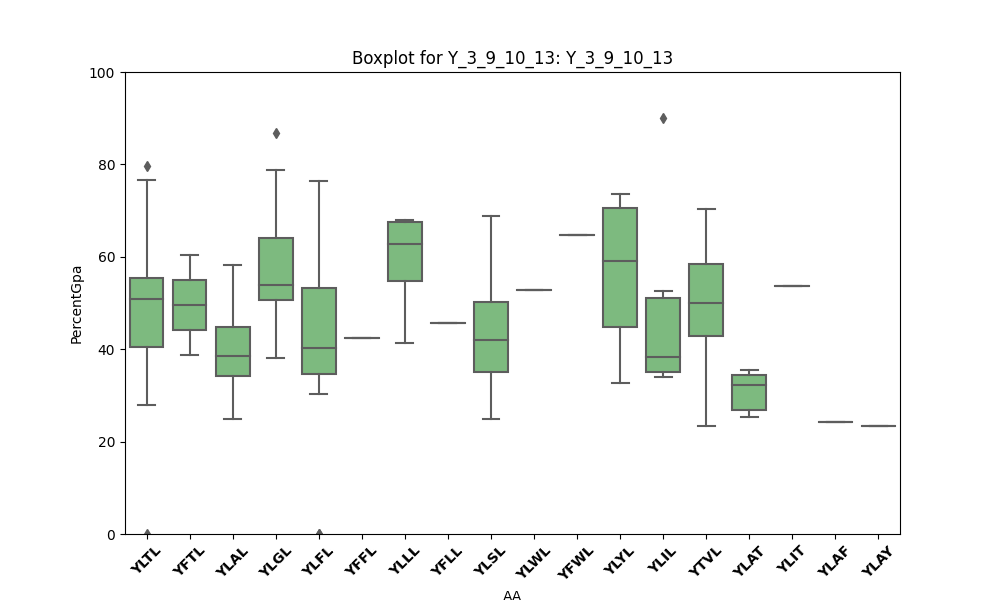 Boxplot for Y_3_9_10_13: Y_3_9_10_13
100
80
60
40
20
0
PercentGpa
YLTL YFTL YLAL YLGL YLFL YFFL YLLL YFLL YLSL YLWL YFWL YLYL YLIL YTVL YLAT YLIT YLAF YLAY
AA